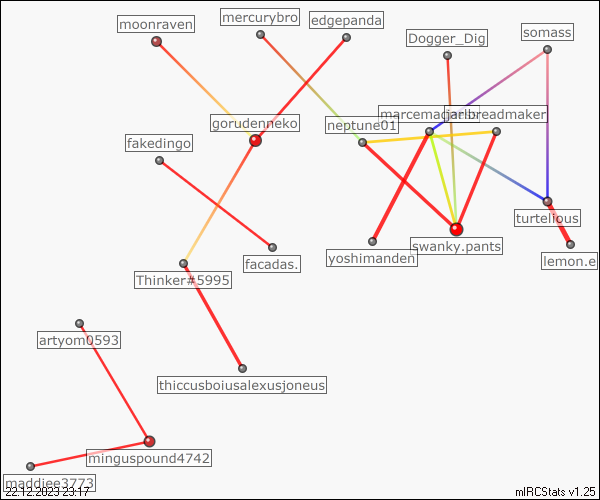 moonraven
mercurybro
edgepanda
Dogger_Dig
somass
gorudenneko
neptune01
fakedingo
turtelious
facadas.
yoshimanden
swanky.pants
lemon.e
Thinker#5995
artyom0593
thiccusboiusalexusjoneus
minguspound4742
maddiee3773
22.12.2023 23:17
mIRCStats v1.25